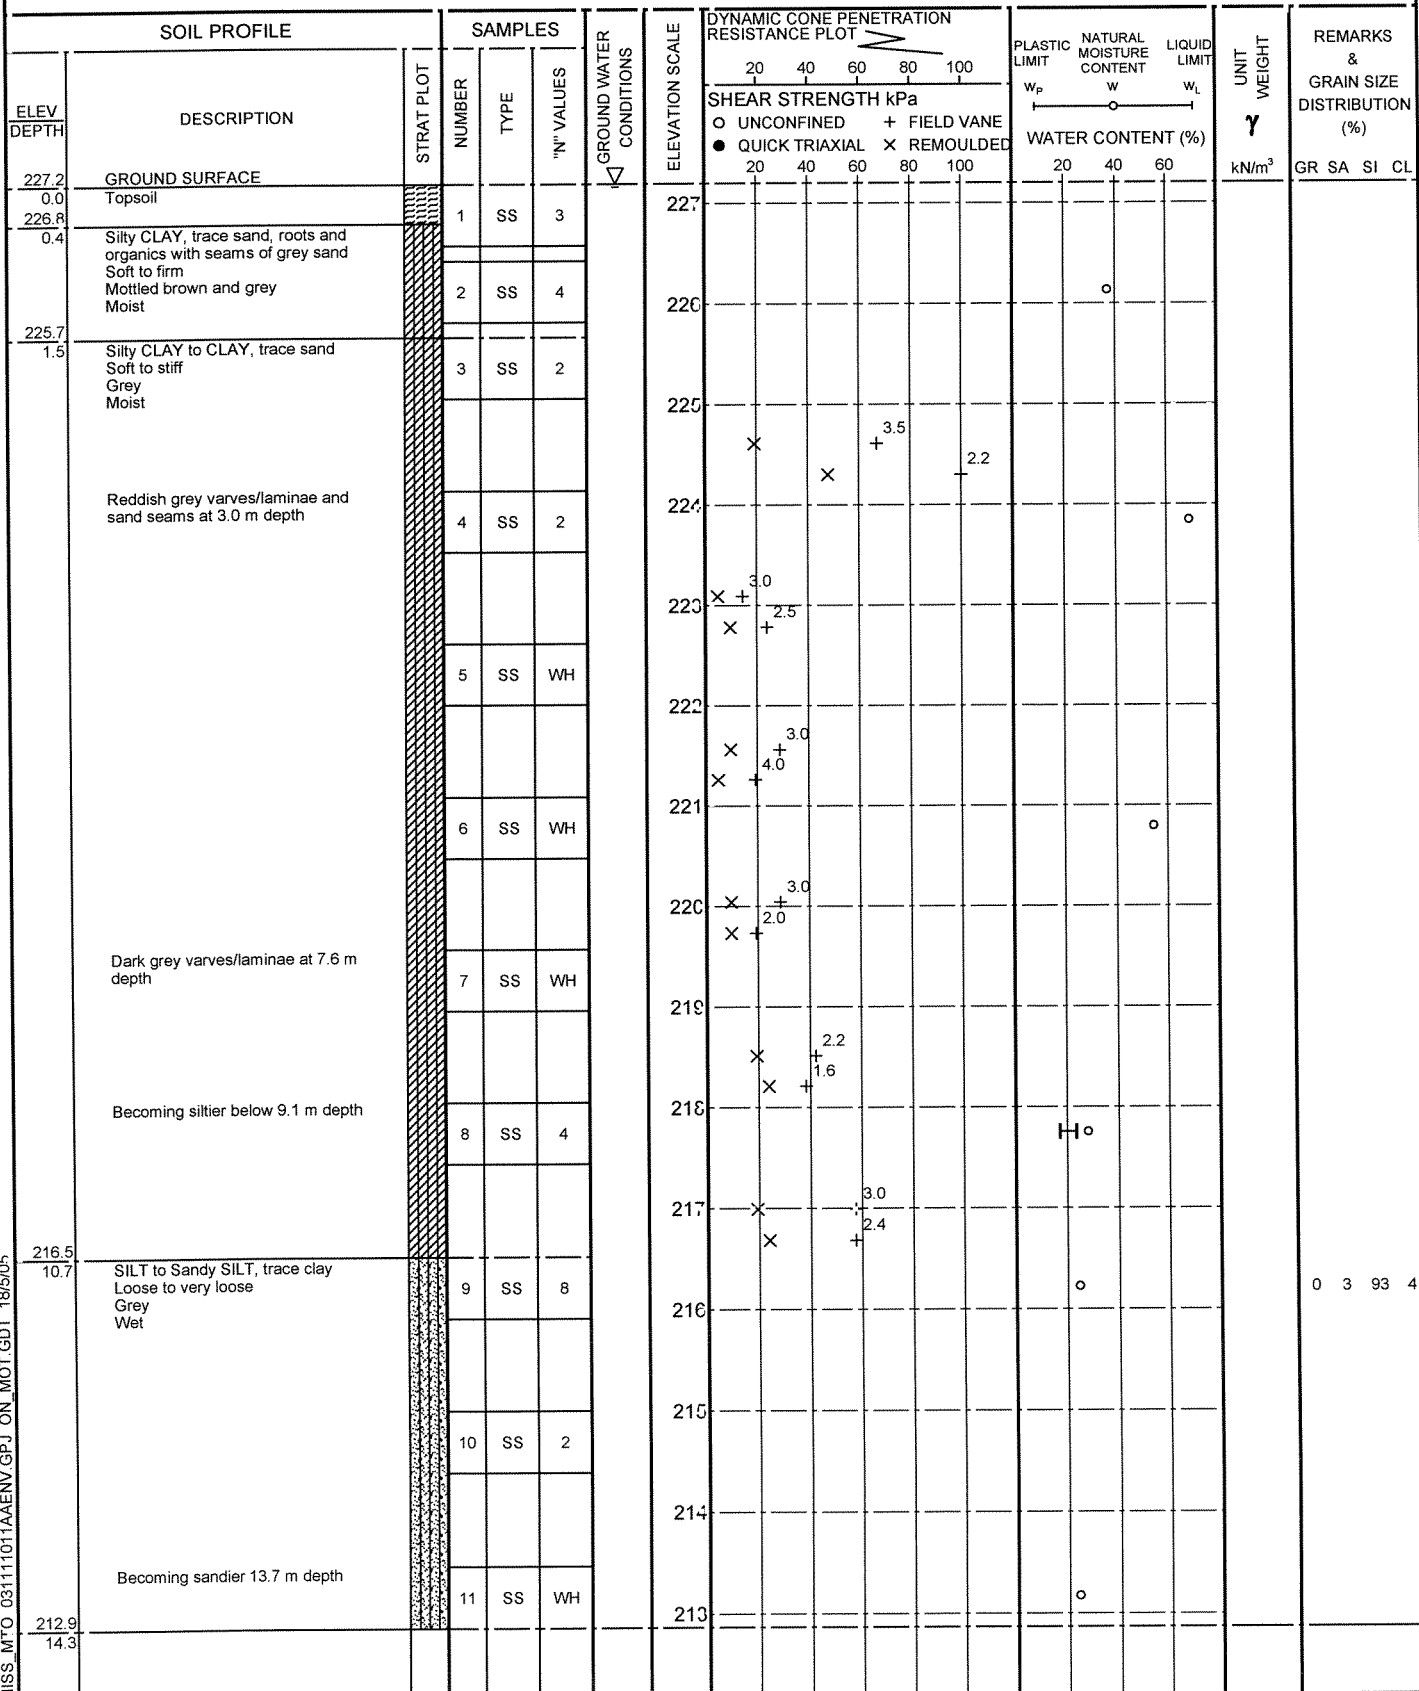 SOIL PROFILE
SAMPLES
GROUND WATER CONDITIONS
ELEVATION SCALE
DYNAMIC CONE PENETRATION
RESISTANCE PLOT
20 40 60 80 100
SHEAR STRENGTH kPa
O UNCONFINED + FIELD VANE
● QUICK TRIAXIAL × REMOULDED
20 40 60 80 100
PLASTIC LIMIT
NATURAL MOISTURE CONTENT
LIQUID LIMIT
WP W WL
WATER CONTENT (%)
20 40 60
UNIT WEIGHT
γ
kN/m³
REMARKS
&
GRAIN SIZE
DISTRIBUTION
(%)
GR SA SI CL
ELEV
DEPTH
DESCRIPTION
STRAT PLOT
NUMBER
TYPE
"N" VALUES
227.2 GROUND SURFACE
0.0 Topsoil
226.8
0.4 Silty CLAY, trace sand, roots and
organics with seams of grey sand
Soft to firm
Mottled brown and grey
Moist
225.7
1.5 Silty CLAY to CLAY, trace sand
Soft to stiff
Grey
Moist
Reddish grey varves/laminae and
sand seams at 3.0 m depth
Dark grey varves/laminae at 7.6 m
depth
Becoming siltier below 9.1 m depth
216.5
10.7 SILT to Sandy SILT, trace clay
Loose to very loose
Grey
Wet
Becoming sandier 13.7 m depth
212.9
14.3
1 SS 3
2 SS 4
3 SS 2
4 SS 2
5 SS WH
6 SS WH
7 SS WH
8 SS 4
9 SS 8
10 SS 2
11 SS WH
227
226
225
224
223
222
221
220
219
218
217
216
215
214
213
3.5
2.2
3.0
2.5
3.0
4.0
3.0
2.0
2.2
1.6
3.0
2.4
0 3 93 4
MTO 031111011AAENV.GPJ ON_MOT.GDT 18/5/05